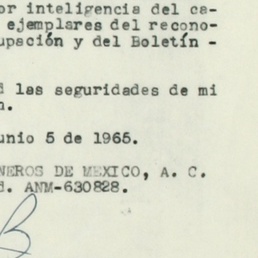 or inteligencia del ca-
ejemplares del recono-
upación y del Boletín -
las seguridades de mi
n.
unio 5 de 1965.
NEROS DE MEXICO, A. C.
d. ANM-630828.